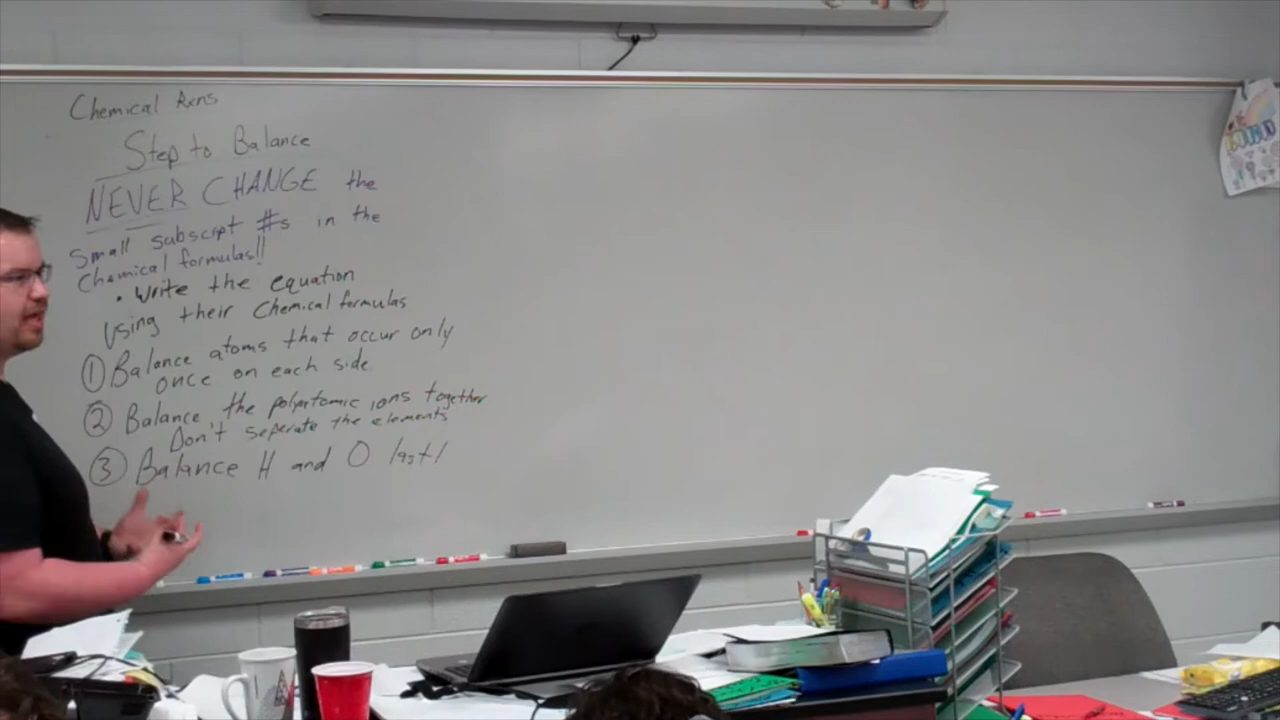 Chemical Rxns
Step to Balance
NEVER CHANGE the
Small subscript #s in the
Chemical formulas!!
• Write the equation
Using their Chemical formulas
① Balance atoms that occur only
once on each side
② Balance the polyatomic ions together
Don't seperate the elements
③ Balance H and O last!